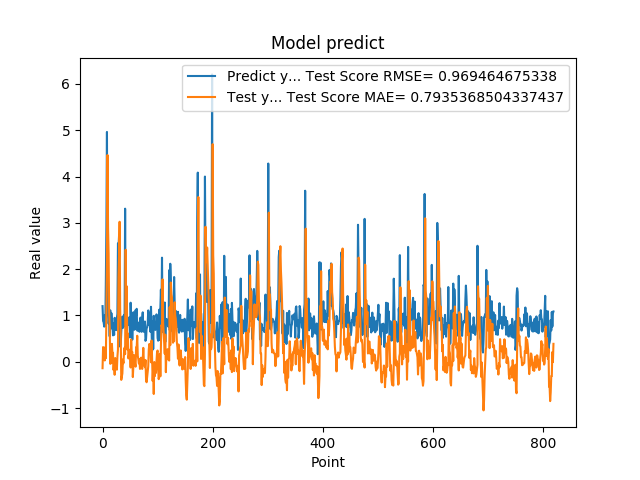 Model predict
Predict y... Test Score RMSE= 0.969464675338
Test y... Test Score MAE= 0.7935368504337437
Real value
6
5
4
3
2
1
0
−1
0 200 400 600 800
Point